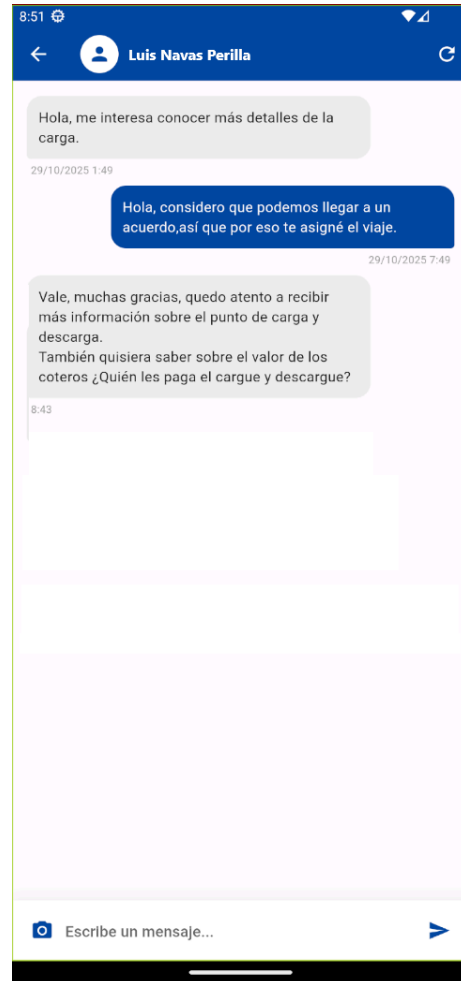 8:51
Luis Navas Perilla
Hola, me interesa conocer más detalles de la
carga.
29/10/2025 1:49
Hola, considero que podemos llegar a un
acuerdo,así que por eso te asigné el viaje.
29/10/2025 7:49
Vale, muchas gracias, quedo atento a recibir
más información sobre el punto de carga y
descarga.
También quisiera saber sobre el valor de los
coteros ¿Quién les paga el cargue y descargue?
8:43
Escribe un mensaje...